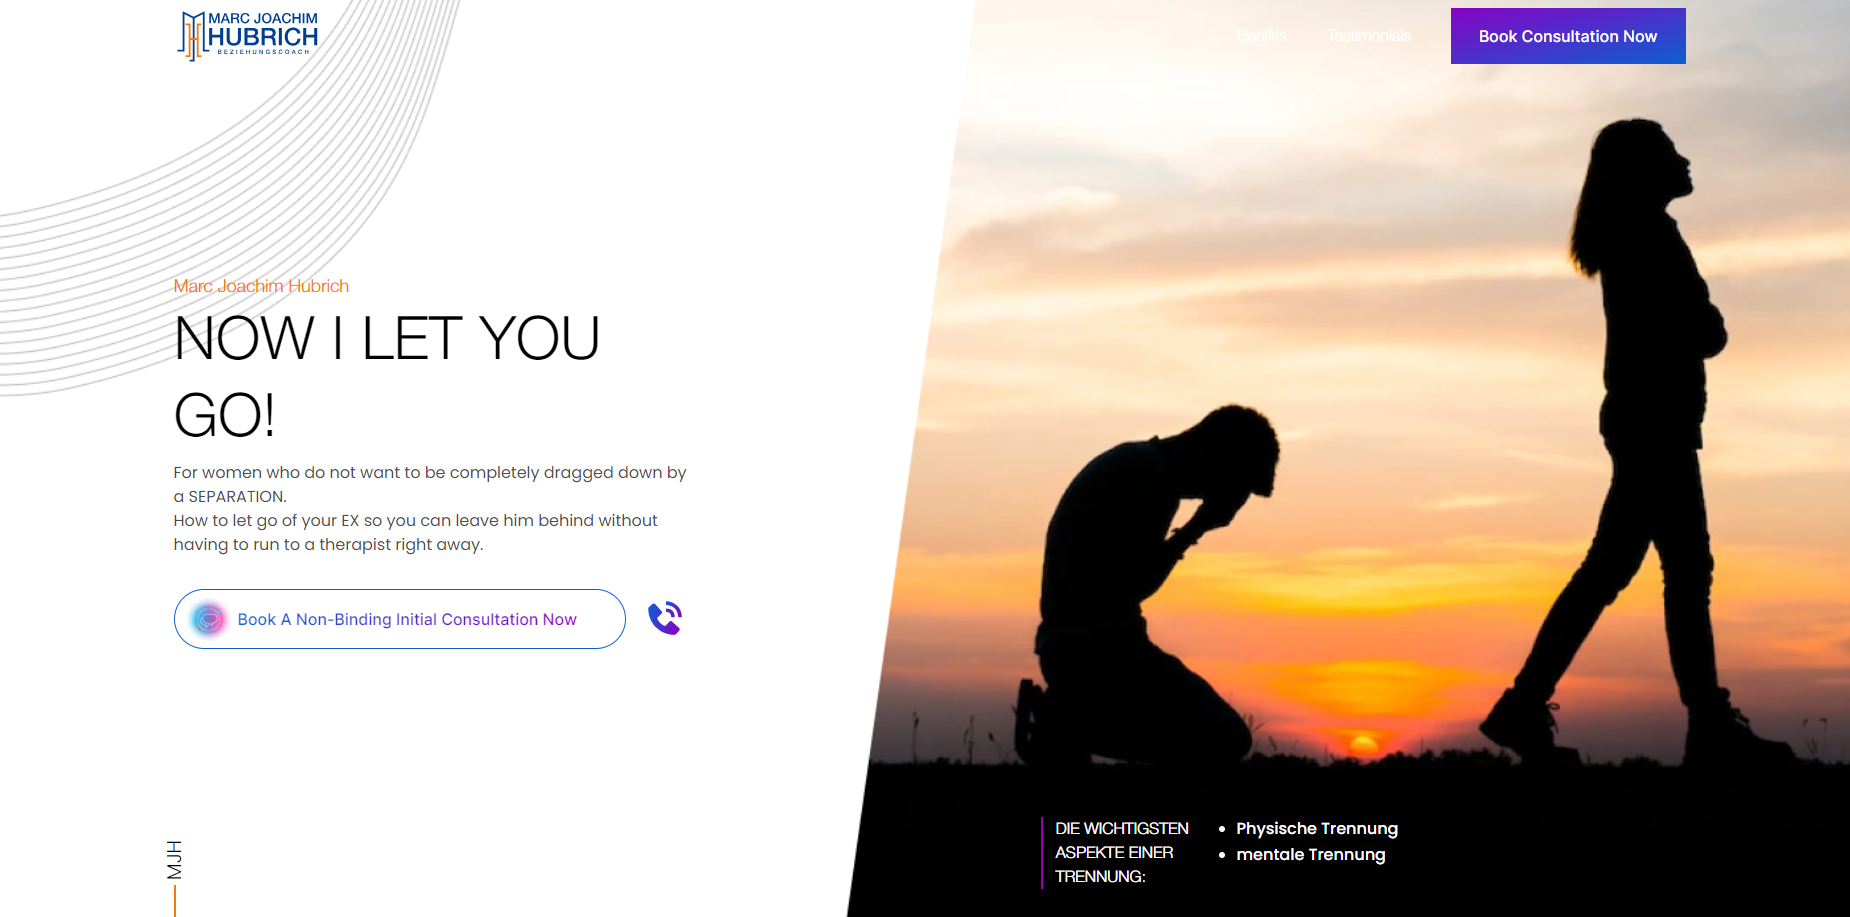 MARC JOACHIM
HUBRICH
BEZIEHUNGSCOACH
Benifits
Testimonials
Book Consultation Now
Marc Joachim Hubrich
NOW I LET YOU
GO!
For women who do not want to be completely dragged down by
a SEPARATION.
How to let go of your EX so you can leave him behind without
having to run to a therapist right away.
Book A Non-Binding Initial Consultation Now
MJH
DIE WICHTIGSTEN
ASPEKTE EINER
TRENNUNG:
Physische Trennung
mentale Trennung